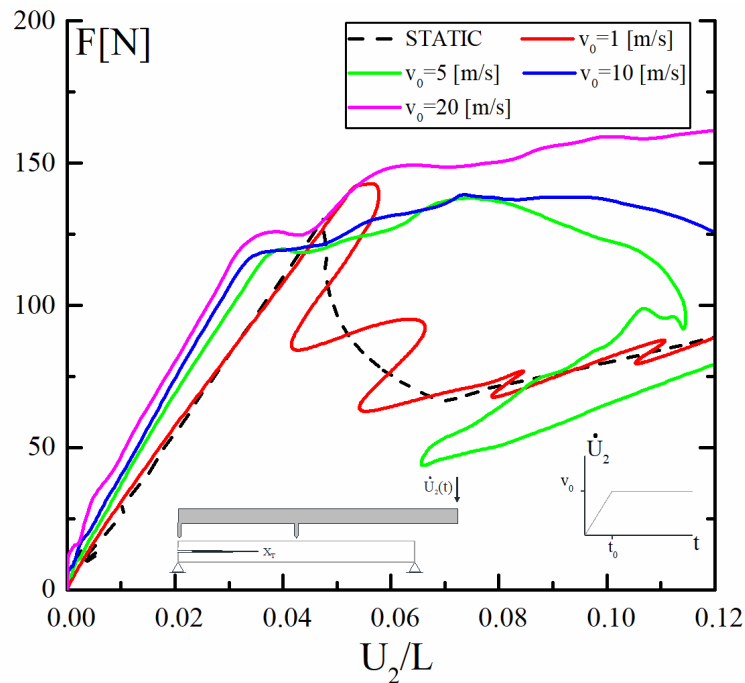 200
F[N]
STATIC
v₀=1 [m/s]
v₀=5 [m/s]
v₀=10 [m/s]
v₀=20 [m/s]
150
100
50
U̇₂(t)
U̇₂
v₀
t₀
t
X_T
0
0.00 0.02 0.04 0.06 0.08 0.10 0.12
U₂/L